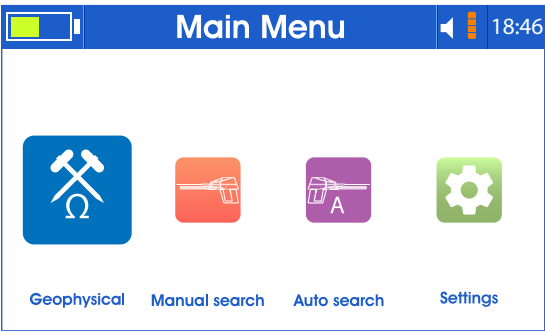 Main Menu
18:46
Ω
A
Geophysical
Manual search
Auto search
Settings